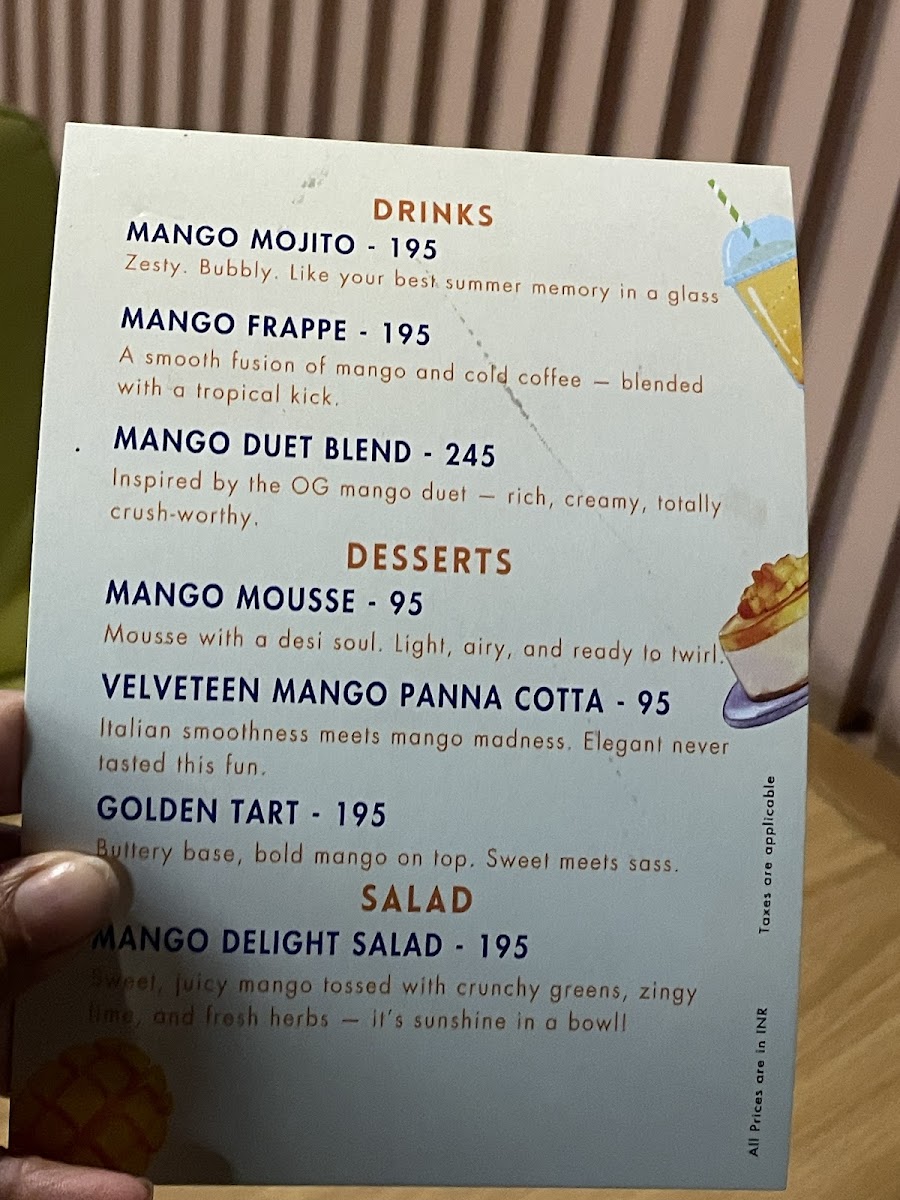 DRINKS
MANGO MOJITO - 195
Zesty. Bubbly. Like your best summer memory in a glass
MANGO FRAPPE - 195
A smooth fusion of mango and cold coffee — blended
with a tropical kick.
MANGO DUET BLEND - 245
Inspired by the OG mango duet — rich, creamy, totally
crush-worthy.
DESSERTS
MANGO MOUSSE - 95
Mousse with a desi soul. Light, airy, and ready to twirl.
VELVETEEN MANGO PANNA COTTA - 95
Italian smoothness meets mango madness. Elegant never
tasted this fun.
GOLDEN TART - 195
Buttery base, bold mango on top. Sweet meets sass.
SALAD
MANGO DELIGHT SALAD - 195
Sweet, juicy mango tossed with crunchy greens, zingy
lime, and fresh herbs — it's sunshine in a bowl!
All Prices are in INR
Taxes are applicable